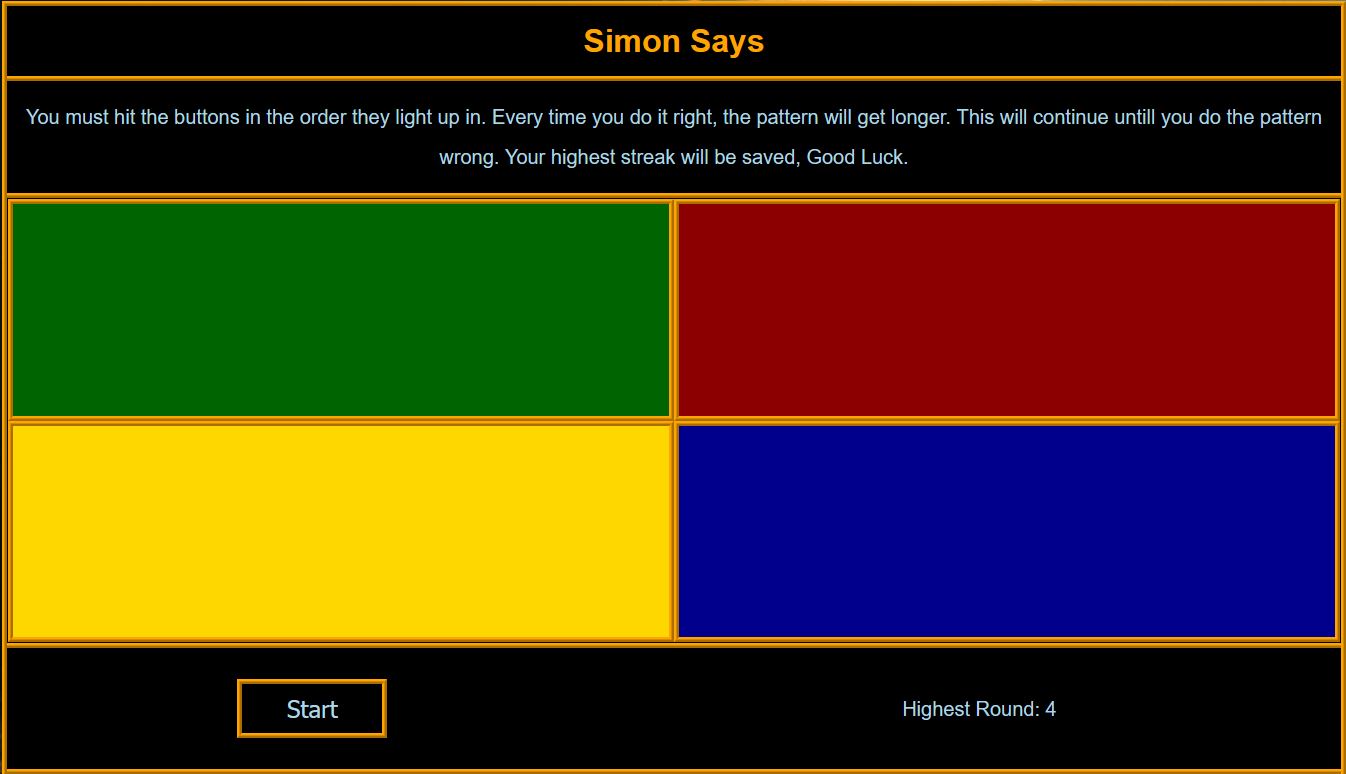 Simon Says
You must hit the buttons in the order they light up in. Every time you do it right, the pattern will get longer. This will continue untill you do the pattern
wrong. Your highest streak will be saved, Good Luck.
Start
Highest Round: 4